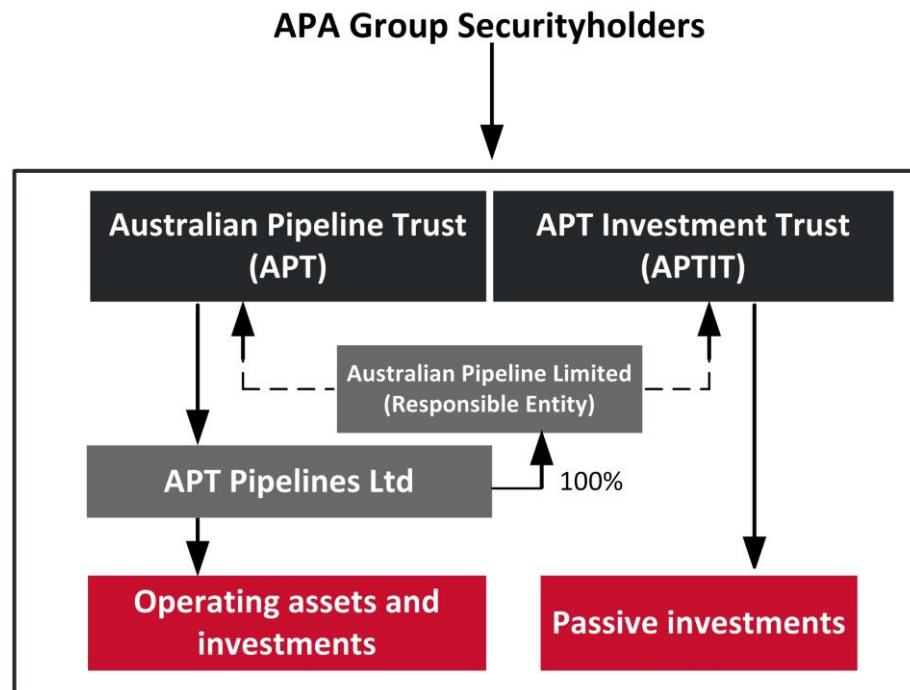 APA Group Securityholders
Australian Pipeline Trust
(APT)
APT Investment Trust
(APTIT)
Australian Pipeline Limited
(Responsible Entity)
APT Pipelines Ltd
100%
Operating assets and
investments
Passive investments